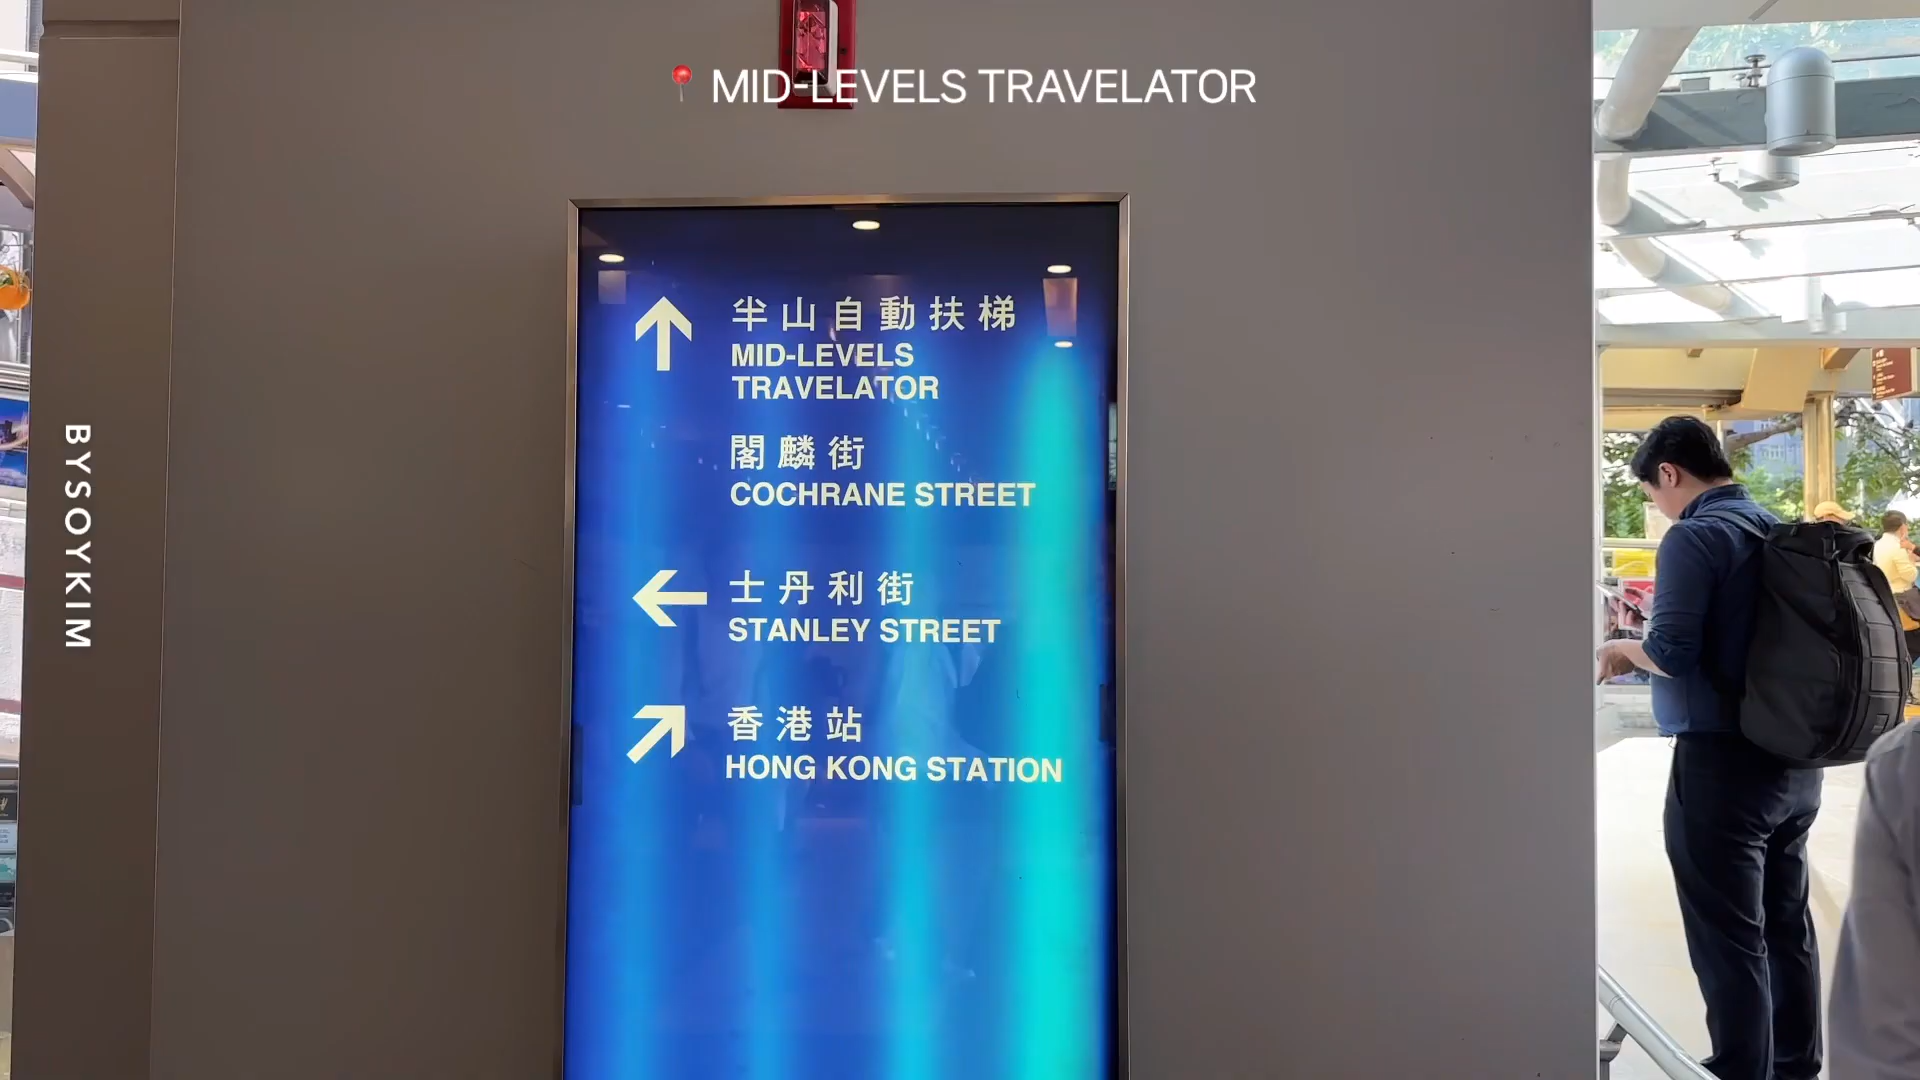 📍 MID-LEVELS TRAVELATOR
BYSOYKIM
半山自動扶梯
MID-LEVELS
TRAVELATOR
閣麟街
COCHRANE STREET
士丹利街
STANLEY STREET
香港站
HONG KONG STATION